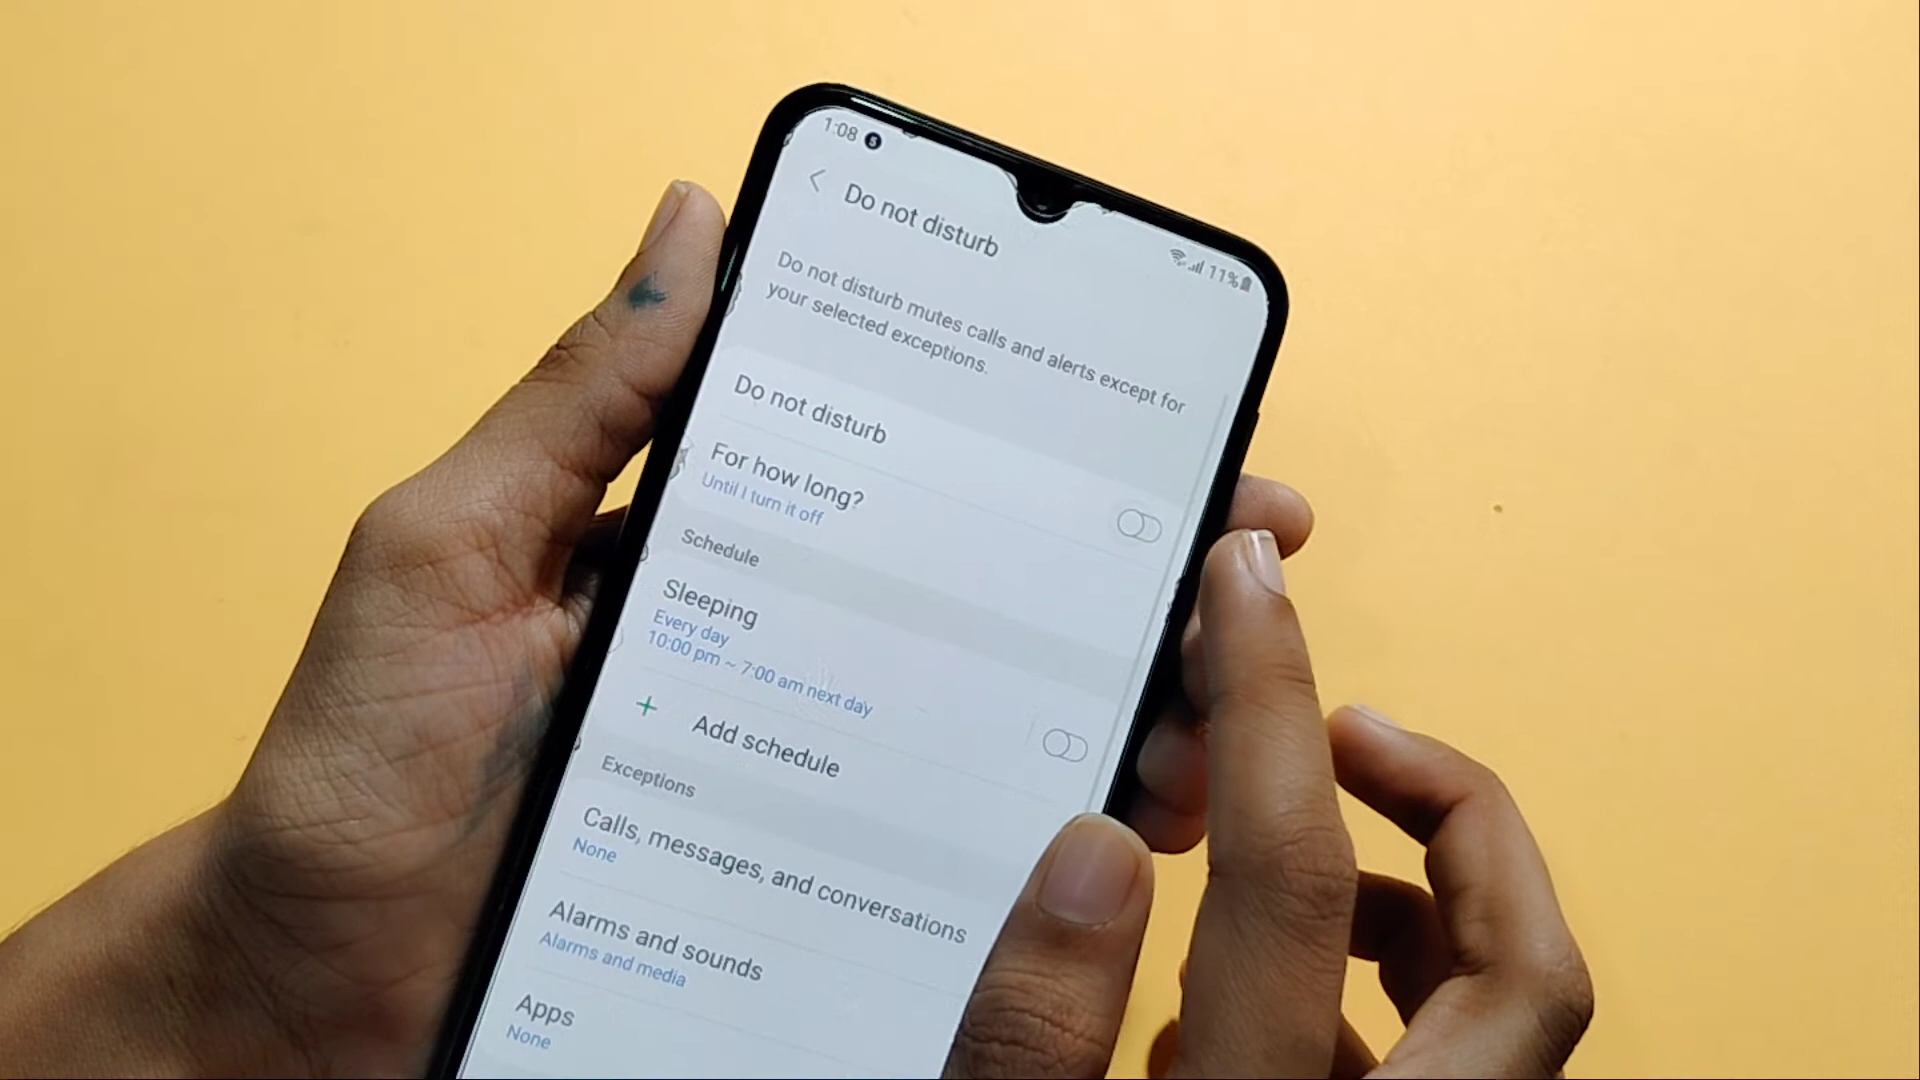 1:08
11%
Do not disturb
Do not disturb mutes calls and alerts except for
your selected exceptions.
Do not disturb
For how long?
Until I turn it off
Schedule
Sleeping
Every day
10:00 pm ~ 7:00 am next day
Add schedule
Exceptions
Calls, messages, and conversations
None
Alarms and sounds
Alarms and media
Apps
None